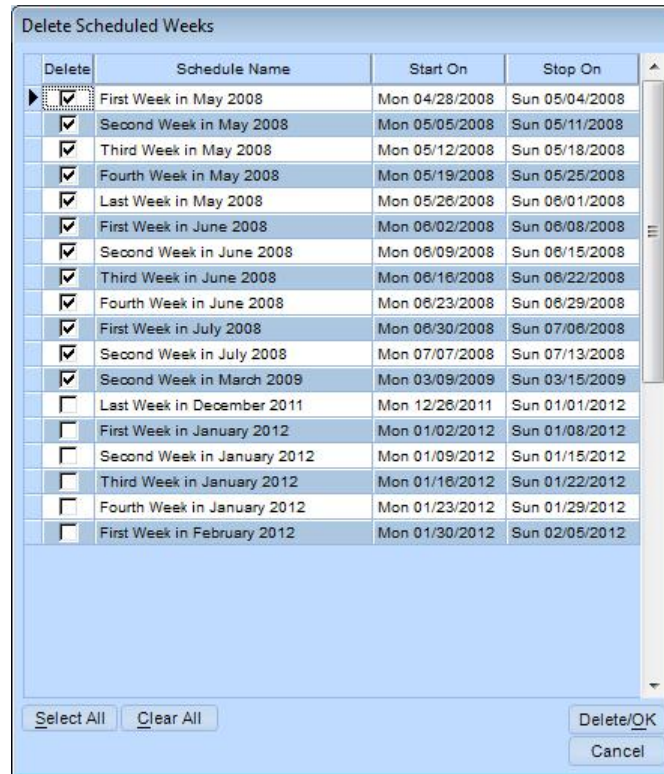 Delete Scheduled Weeks
Delete Schedule Name Start On Stop On
First Week in May 2008 Mon 04/28/2008 Sun 05/04/2008
Second Week in May 2008 Mon 05/05/2008 Sun 05/11/2008
Third Week in May 2008 Mon 05/12/2008 Sun 05/18/2008
Fourth Week in May 2008 Mon 05/19/2008 Sun 05/25/2008
Last Week in May 2008 Mon 05/26/2008 Sun 06/01/2008
First Week in June 2008 Mon 06/02/2008 Sun 06/08/2008
Second Week in June 2008 Mon 06/09/2008 Sun 06/15/2008
Third Week in June 2008 Mon 06/16/2008 Sun 06/22/2008
Fourth Week in June 2008 Mon 06/23/2008 Sun 06/29/2008
First Week in July 2008 Mon 06/30/2008 Sun 07/06/2008
Second Week in July 2008 Mon 07/07/2008 Sun 07/13/2008
Second Week in March 2009 Mon 03/09/2009 Sun 03/15/2009
Last Week in December 2011 Mon 12/26/2011 Sun 01/01/2012
First Week in January 2012 Mon 01/02/2012 Sun 01/08/2012
Second Week in January 2012 Mon 01/09/2012 Sun 01/15/2012
Third Week in January 2012 Mon 01/16/2012 Sun 01/22/2012
Fourth Week in January 2012 Mon 01/23/2012 Sun 01/29/2012
First Week in February 2012 Mon 01/30/2012 Sun 02/05/2012
Select All Clear All Delete/OK
Cancel